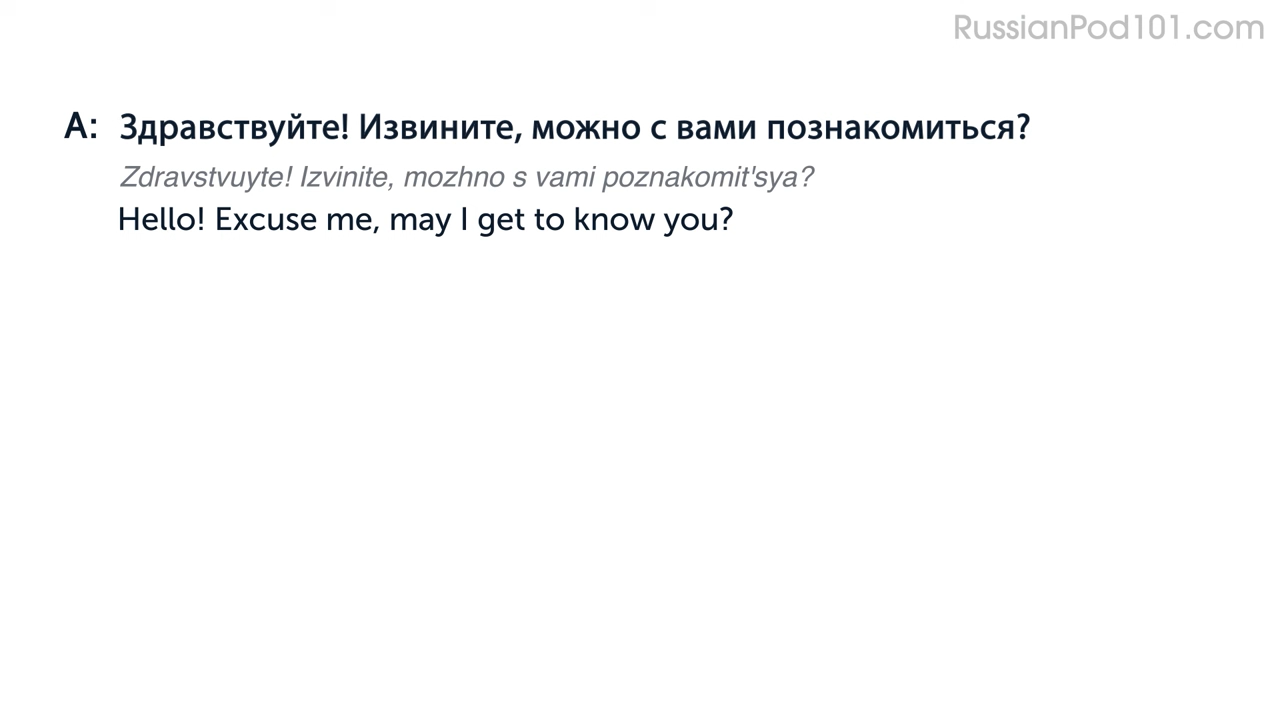 RussianPod101.com
A: Здравствуйте! Извините, можно с вами познакомиться?
Zdravstvuyte! Izvinite, mozhno s vami poznakomit'sya?
Hello! Excuse me, may I get to know you?